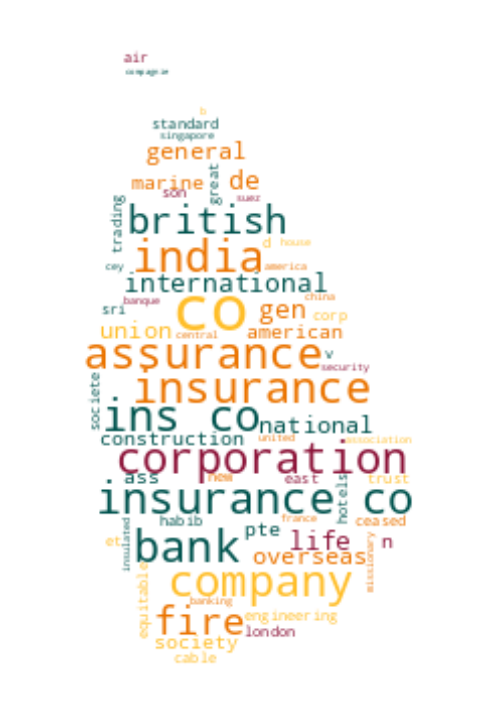 air
compagnie
b
standard
singapore
general
great
marine
de
son
suez
trading
british
india
d
house
cey
america
international
banque
china
sri
co
gen
corp
union
central
american
assurance
v
security
societe
insurance
ins co
national
construction
united
association
corporation
ass
new
east
hotels
trust
insurance co
habib
france
ceased
insulated
pte
et
bank
life
n
missionary
overseas
equitable
company
banking
fire
engineering
london
society
cable